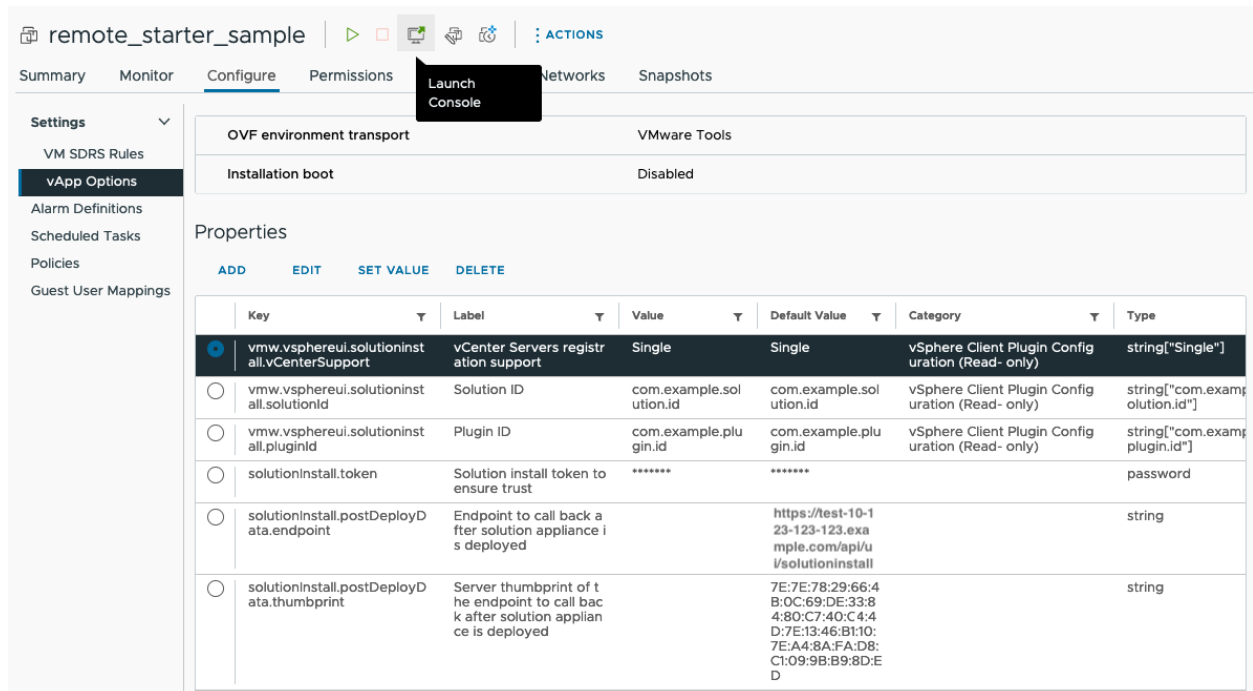 remote_starter_sample
ACTIONS
Summary Monitor Configure Permissions Networks Snapshots
Launch
Console
Settings
VM SDRS Rules
vApp Options
Alarm Definitions
Scheduled Tasks
Policies
Guest User Mappings
OVF environment transport VMware Tools
Installation boot Disabled
Properties
ADD EDIT SET VALUE DELETE
Key Label Value Default Value Category Type
vmw.vsphereui.solutioninst vCenter Servers registr Single Single vSphere Client Plugin Config string["Single"]
all.vCenterSupport ation support uration (Read- only)
vmw.vsphereui.solutioninst Solution ID com.example.sol com.example.sol vSphere Client Plugin Config string["com.examp
all.solutionId ution.id ution.id uration (Read- only) olution.id"]
vmw.vsphereui.solutioninst Plugin ID com.example.plu com.example.plu vSphere Client Plugin Config string["com.examp
all.pluginId gin.id gin.id uration (Read- only) plugin.id"]
solutionInstall.token Solution install token to ******* ******* password
ensure trust
solutionInstall.postDeployD Endpoint to call back a https://test-10-1 string
ata.endpoint fter solution appliance i 23-123-123.exa
s deployed mple.com/api/u
i/solutioninstall
solutionInstall.postDeployD Server thumbprint of t 7E:7E:78:29:66:4 string
ata.thumbprint he endpoint to call bac B:0C:69:DE:33:8
k after solution applian 4:80:C7:40:C4:4
ce is deployed D:7E:13:46:B1:10:
7E:A4:8A:FA:D8:
C1:09:9B:B9:8D:E
D